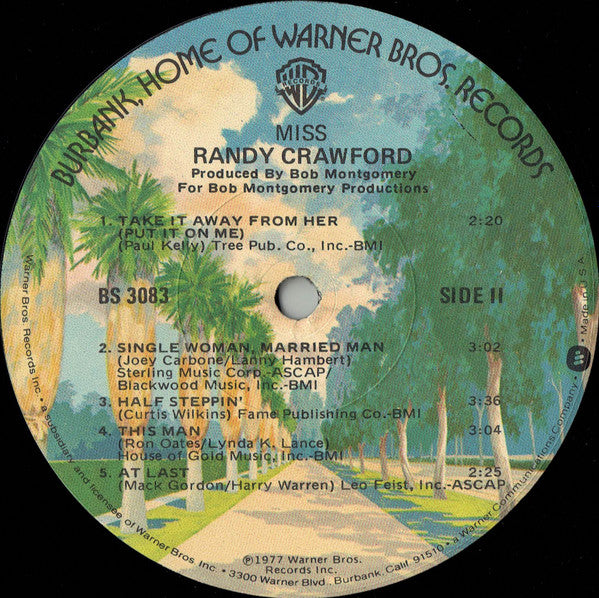 BURBANK, HOME OF WARNER BROS. RECORDS
WB
RECORDS
MISS
RANDY CRAWFORD
Produced By Bob Montgomery
For Bob Montgomery Productions
1. TAKE IT AWAY FROM HER 2:20
(PUT IT ON ME)
(Paul Kelly) Tree Pub. Co., Inc.-BMI
BS 3083 SIDE II
2. SINGLE WOMAN, MARRIED MAN 3:02
(Joey Carbone/Lanny Hambert)
Sterling Music Corp.-ASCAP/
Blackwood Music, Inc.-BMI
3. HALF STEPPIN' 3:36
(Curtis Wilkins) Fame Publishing Co.-BMI
4. THIS MAN 3:04
(Ron Oates/Lynda K. Lance)
House of Gold Music, Inc.-BMI
5. AT LAST 2:25
(Mack Gordon/Harry Warren) Leo Feist, Inc.-ASCAP
℗1977 Warner Bros.
Records Inc.
Warner Bros. Records Inc. • a subsidiary and licensee of Warner Bros. Inc. • 3300 Warner Blvd., Burbank, Calif. 91510 • a Warner Communications Company • Made in U.S.A.